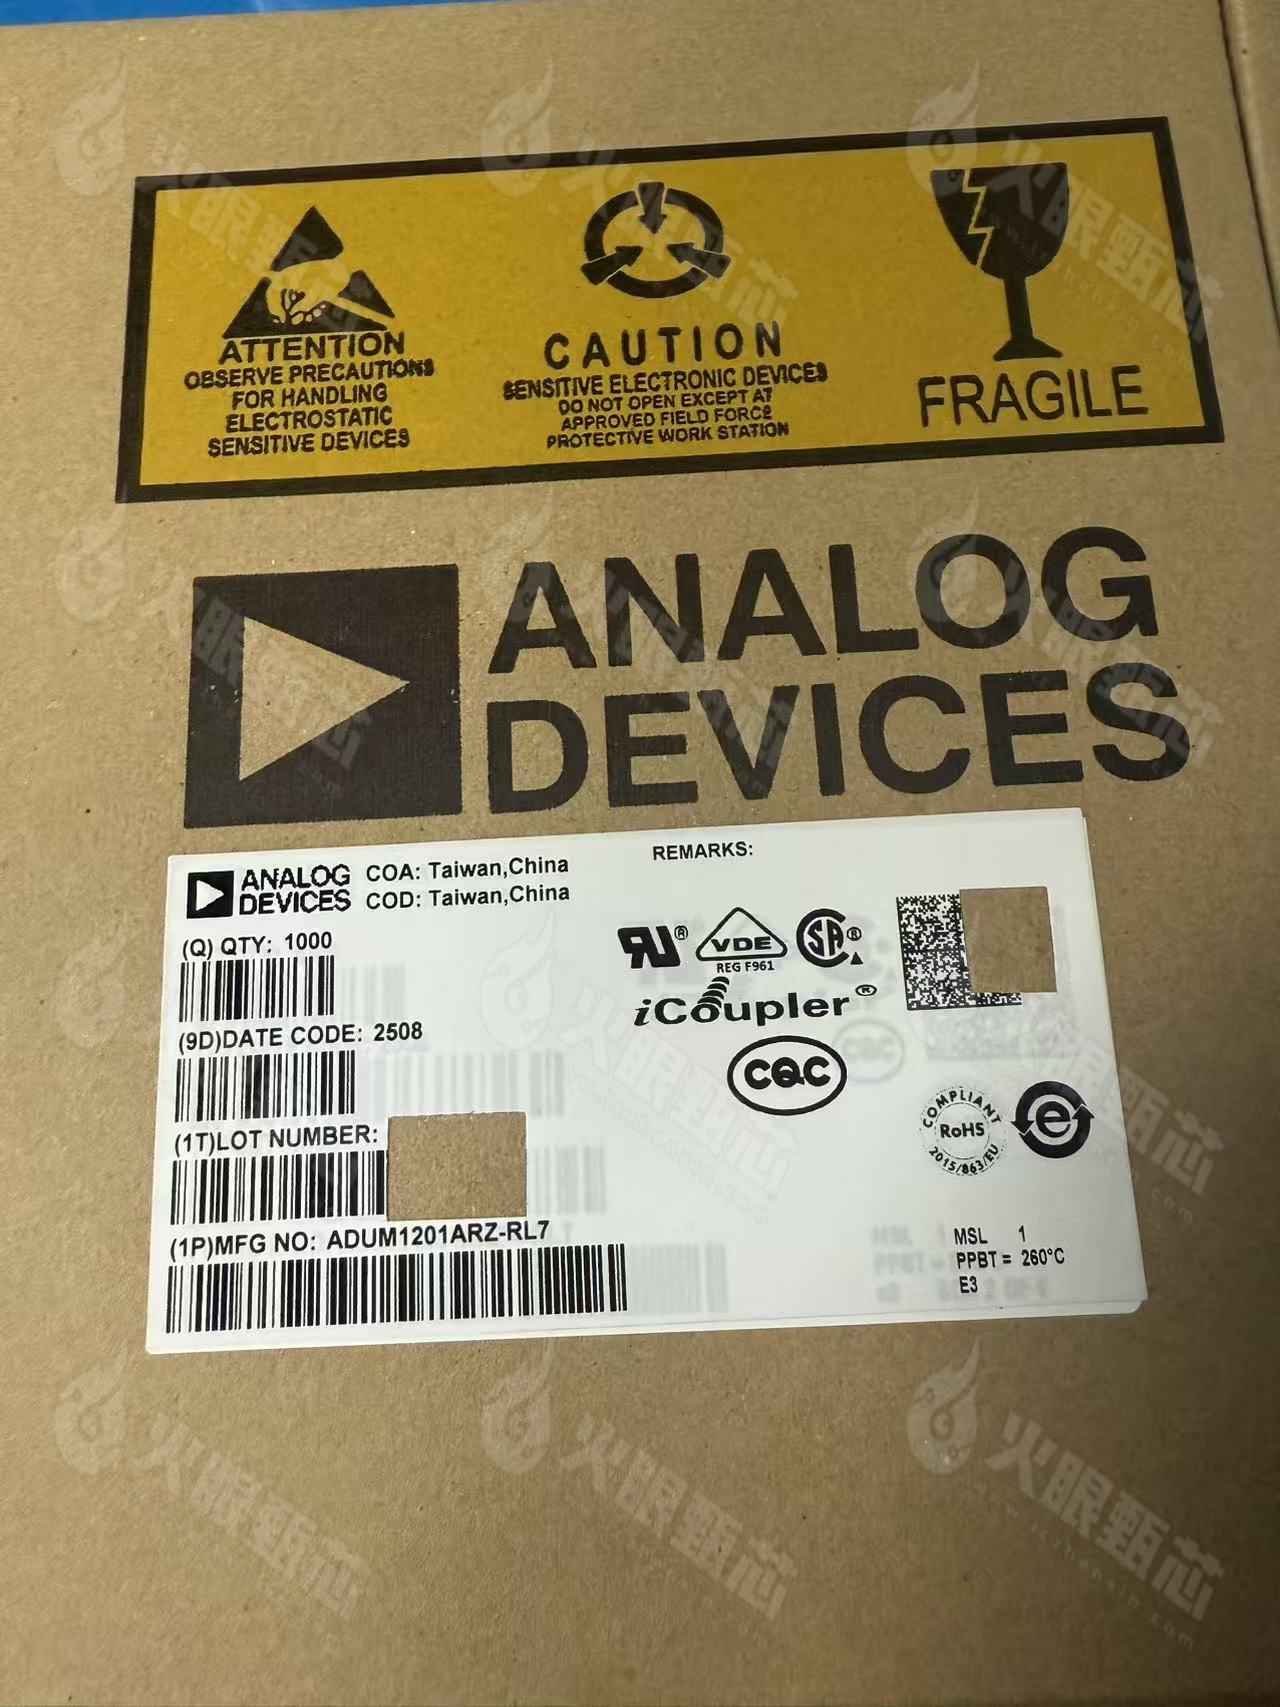 ATTENTION
OBSERVE PRECAUTIONS
FOR HANDLING
ELECTROSTATIC
SENSITIVE DEVICES
CAUTION
SENSITIVE ELECTRONIC DEVICES
DO NOT OPEN EXCEPT AT
APPROVED FIELD FORCE
PROTECTIVE WORK STATION
FRAGILE
ANALOG
DEVICES
ANALOG
DEVICES
COA: Taiwan,China
COD: Taiwan,China
REMARKS:
(Q) QTY: 1000
(9D)DATE CODE: 2508
(1T)LOT NUMBER:
(1P)MFG NO: ADUM1201ARZ-RL7
VDE
REG F961
SA
iCoupler®
CQC
COMPLIANT
RoHS
2015/863/EU
e
MSL 1
PPBT = 260°C
E3
火眼甄芯